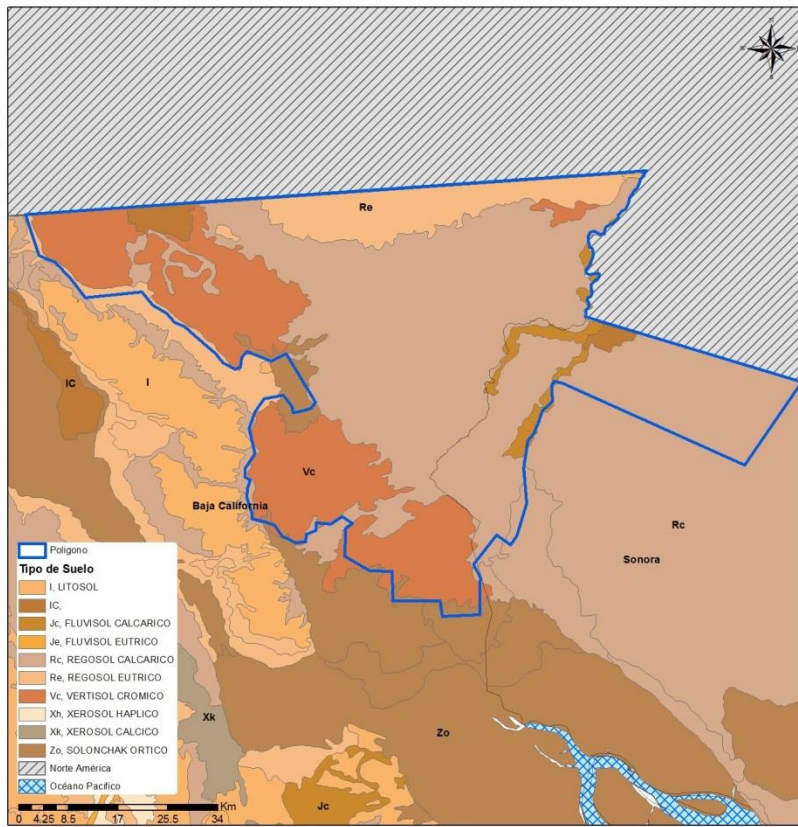 N
W E
S
Re
IC
I
Vc
Baja California
Rc
Sonora
Xk
Zo
Jc
Poligono
Tipo de Suelo
I, LITOSOL
IC,
Jc, FLUVISOL CALCARICO
Je, FLUVISOL EUTRICO
Rc, REGOSOL CALCARICO
Re, REGOSOL EUTRICO
Vc, VERTISOL CROMICO
Xh, XEROSOL HAPLICO
Xk, XEROSOL CALCICO
Zo, SOLONCHAK ORTICO
Norte América
Océano Pacifico
Km
0 4.25 8.5 17 25.5 34